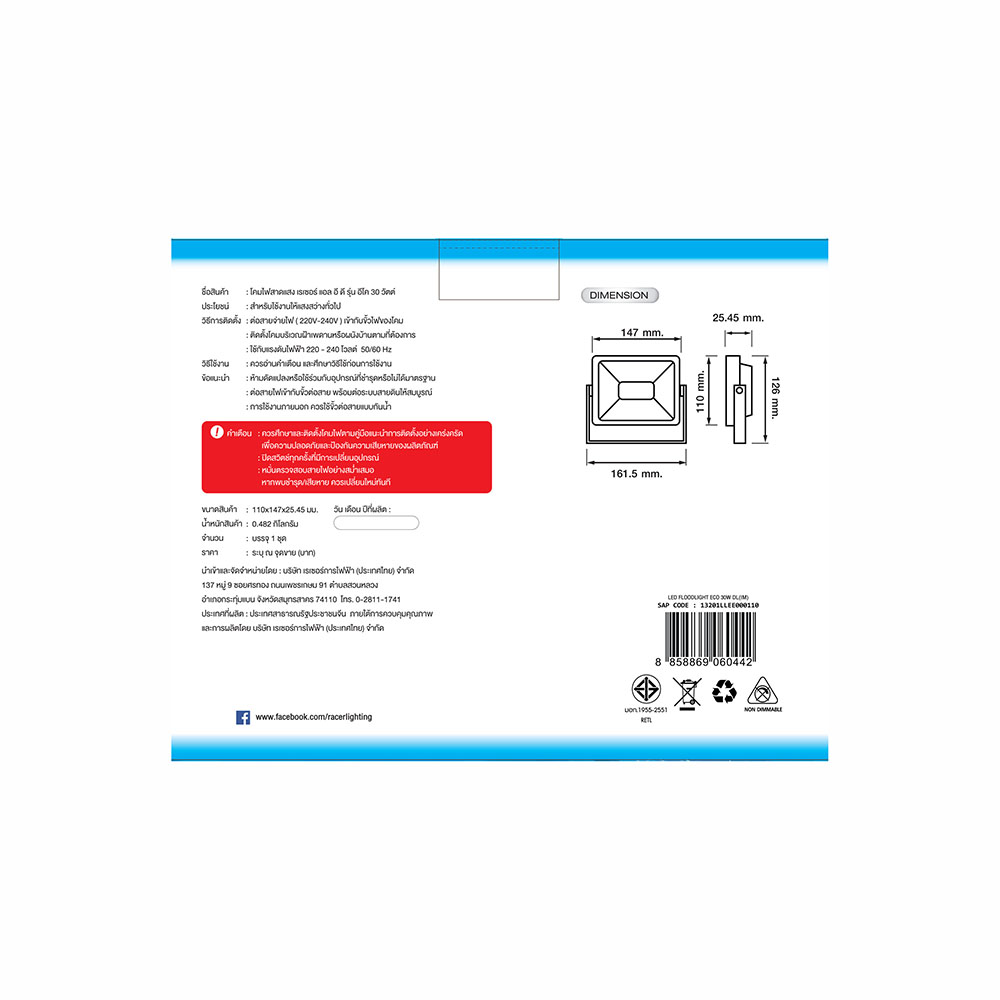 ชื่อสินค้า : โคมไฟสาดแสง เรเซอร์ แอล อี ดี รุ่น อีโค 30 วัตต์
ประโยชน์ : สำหรับใช้งานให้แสงสว่างทั่วไป
วิธีการติดตั้ง : ต่อสายจ่ายไฟ ( 220V-240V ) เข้ากับขั้วไฟของโคม
: ติดตั้งโคมบริเวณฝ้าเพดานหรือผนังบ้านตามที่ต้องการ
: ใช้กับแรงดันไฟฟ้า 220 - 240 โวลต์ 50/60 Hz
วิธีใช้งาน : ควรอ่านคำเตือน และศึกษาวิธีใช้ก่อนการใช้งาน
ข้อแนะนำ : ห้ามดัดแปลงหรือใช้ร่วมกับอุปกรณ์ที่ชำรุดหรือไม่ได้มาตรฐาน
: ต่อสายไฟเข้ากับขั้วต่อสาย พร้อมต่อระบบสายดินให้สมบูรณ์
: การใช้งานภายนอก ควรใช้ขั้วต่อสายแบบกันน้ำ
! คำเตือน : ควรศึกษาและติดตั้งโคมไฟตามคู่มือแนะนำการติดตั้งอย่างเคร่งครัด
เพื่อความปลอดภัยและป้องกันความเสียหายของผลิตภัณฑ์
: ปิดสวิตช์ทุกครั้งที่มีการเปลี่ยนอุปกรณ์
: หมั่นตรวจสอบสายไฟอย่างสม่ำเสมอ
หากพบชำรุด/เสียหาย ควรเปลี่ยนใหม่ทันที
ขนาดสินค้า : 110x147x25.45 มม. วัน เดือน ปีที่ผลิต :
น้ำหนักสินค้า : 0.482 กิโลกรัม
จำนวน : บรรจุ 1 ชุด
ราคา : ระบุ ณ จุดขาย (บาท)
นำเข้าและจัดจำหน่ายโดย : บริษัท เรเซอร์การไฟฟ้า (ประเทศไทย) จำกัด
137 หมู่ 9 ซอยศรทอง ถนนเพชรเกษม 91 ตำบลสวนหลวง
อำเภอกระทุ่มแบน จังหวัดสมุทรสาคร 74110 โทร. 0-2811-1741
ประเทศที่ผลิต : ประเทศสาธารณรัฐประชาชนจีน ภายใต้การควบคุมคุณภาพ
และการผลิตโดย บริษัท เรเซอร์การไฟฟ้า (ประเทศไทย) จำกัด
f www.facebook.com/racerlighting
DIMENSION
25.45 mm.
147 mm.
110 mm.
126 mm.
161.5 mm.
LED FLOODLIGHT ECO 30W DL(IM)
SAP CODE : 13201LLEE000110
8 858869 060442
มอก.1955-2551
RETL
NON DIMMABLE